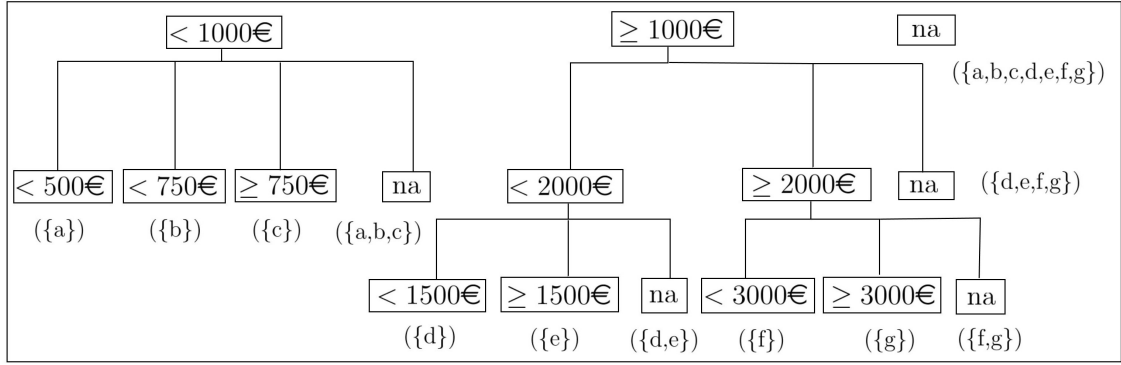 < 1000€ ≥ 1000€ na
({a,b,c,d,e,f,g})
< 500€ < 750€ ≥ 750€ na < 2000€ ≥ 2000€ na ({d,e,f,g})
({a}) ({b}) ({c}) ({a,b,c})
< 1500€ ≥ 1500€ na < 3000€ ≥ 3000€ na
({d}) ({e}) ({d,e}) ({f}) ({g}) ({f,g})